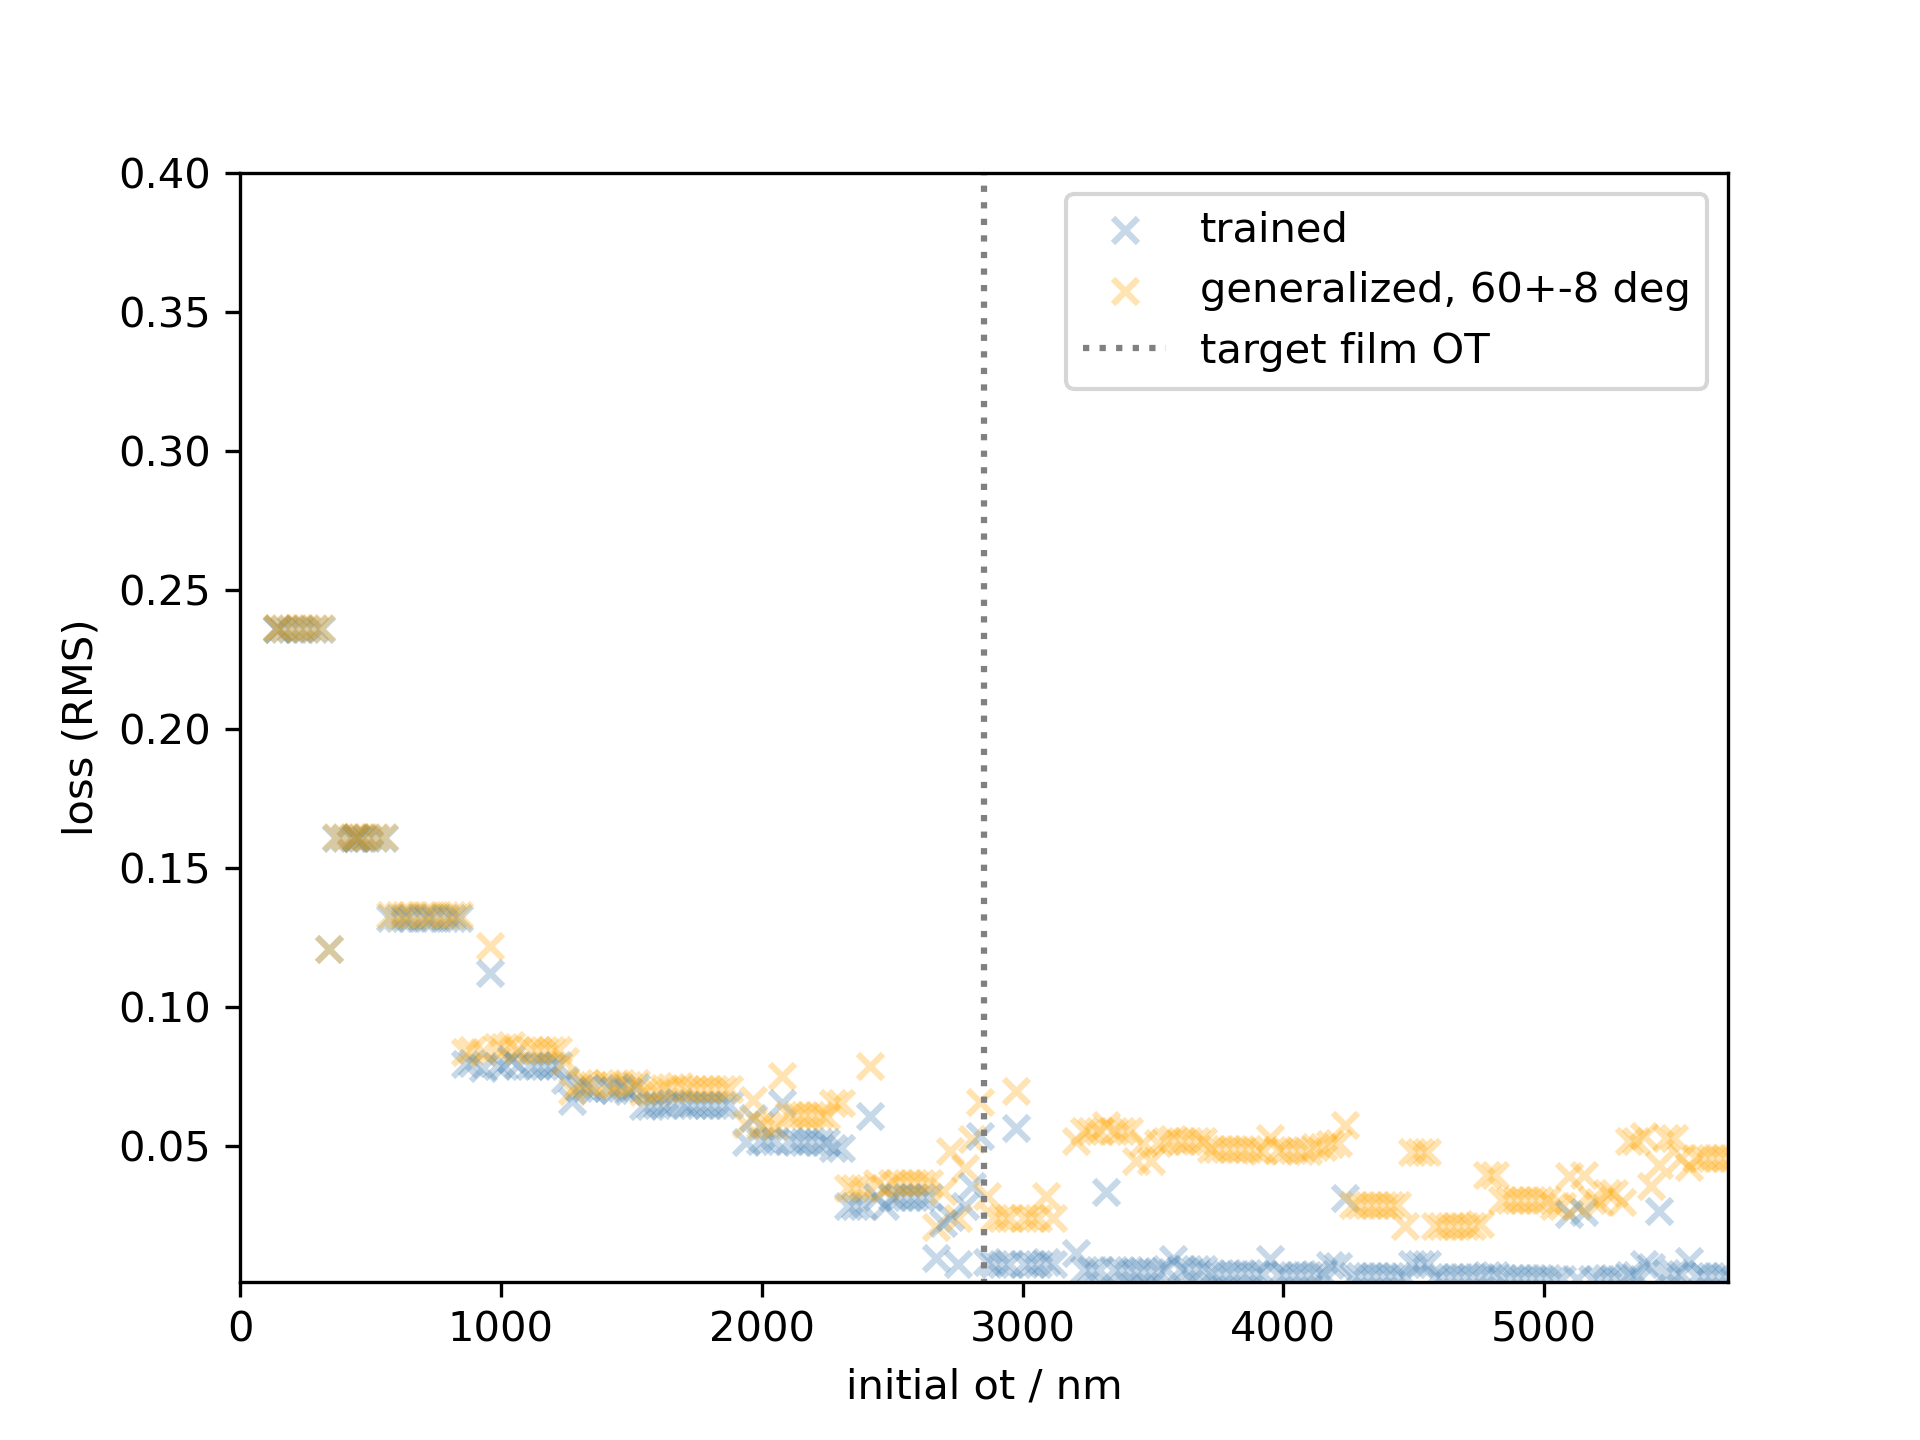 0.40
0.35
0.30
0.25
0.20
0.15
0.10
0.05
loss (RMS)
trained
generalized, 60+-8 deg
target film OT
0 1000 2000 3000 4000 5000
initial ot / nm